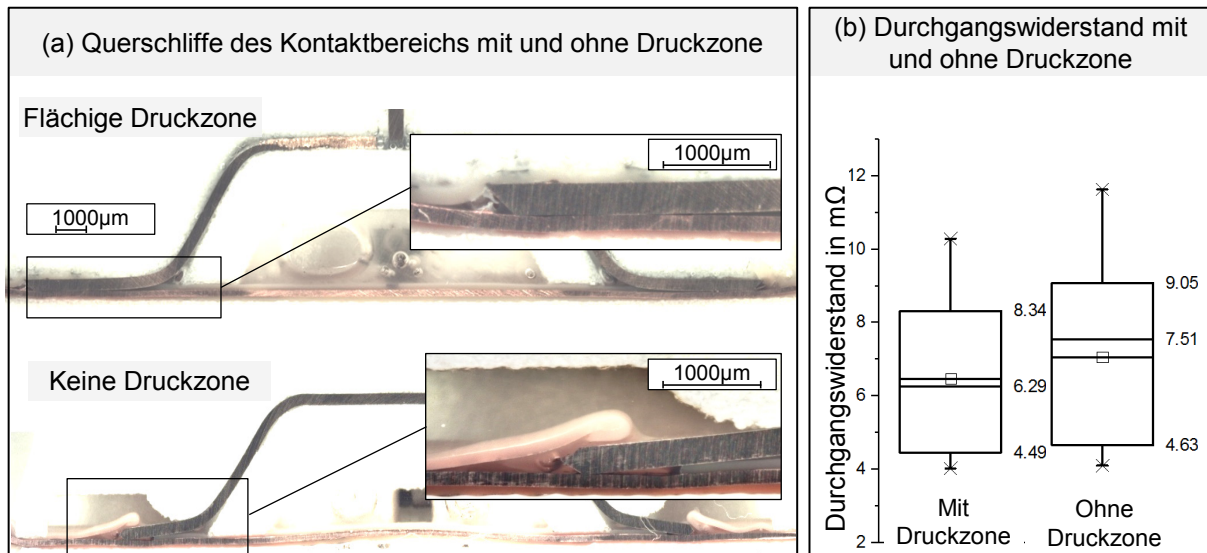 (a) Querschliffe des Kontaktbereichs mit und ohne Druckzone
Flächige Druckzone
1000µm
1000µm
Keine Druckzone
1000µm
(b) Durchgangswiderstand mit
und ohne Druckzone
Durchgangswiderstand in mΩ
12
10
8
6
4
2
8.34
6.29
4.49
9.05
7.51
4.63
Mit
Druckzone
Ohne
Druckzone